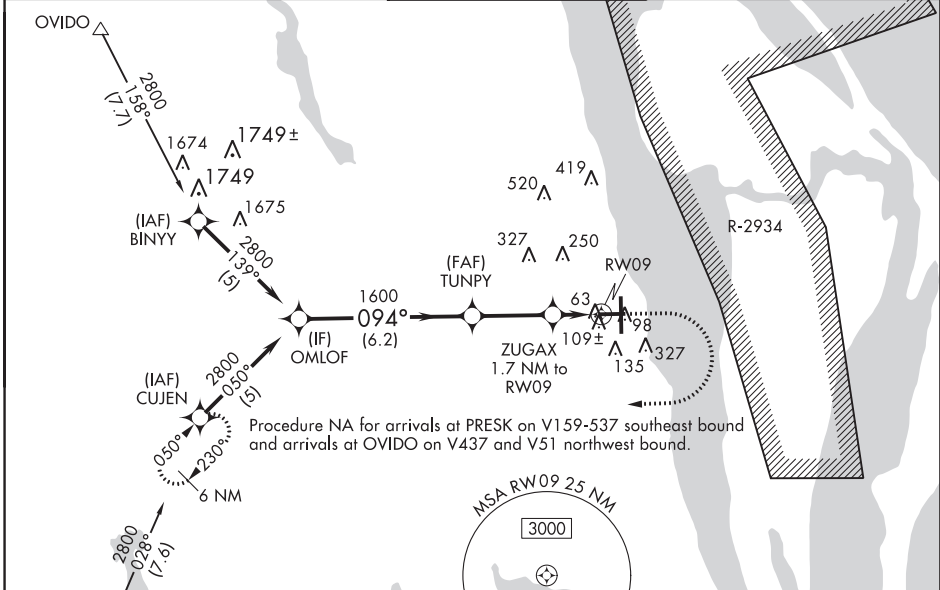 OVIDO
2800
158°
(7.7)
1674
1749±
1749
1675
(IAF)
BINYY
2800
139°
(5)
419
520
327
250
R-2934
RW09
(FAF)
TUNPY
1600
094°
(6.2)
63
98
109±
135
327
(IF)
OMLOF
ZUGAX
1.7 NM to
RW09
(IAF)
CUJEN
2800
050°
(5)
Procedure NA for arrivals at PRESK on V159-537 southeast bound
and arrivals at OVIDO on V437 and V51 northwest bound.
050°
230°
6 NM
MSA RW09 25 NM
3000
2800
028°
(7.6)